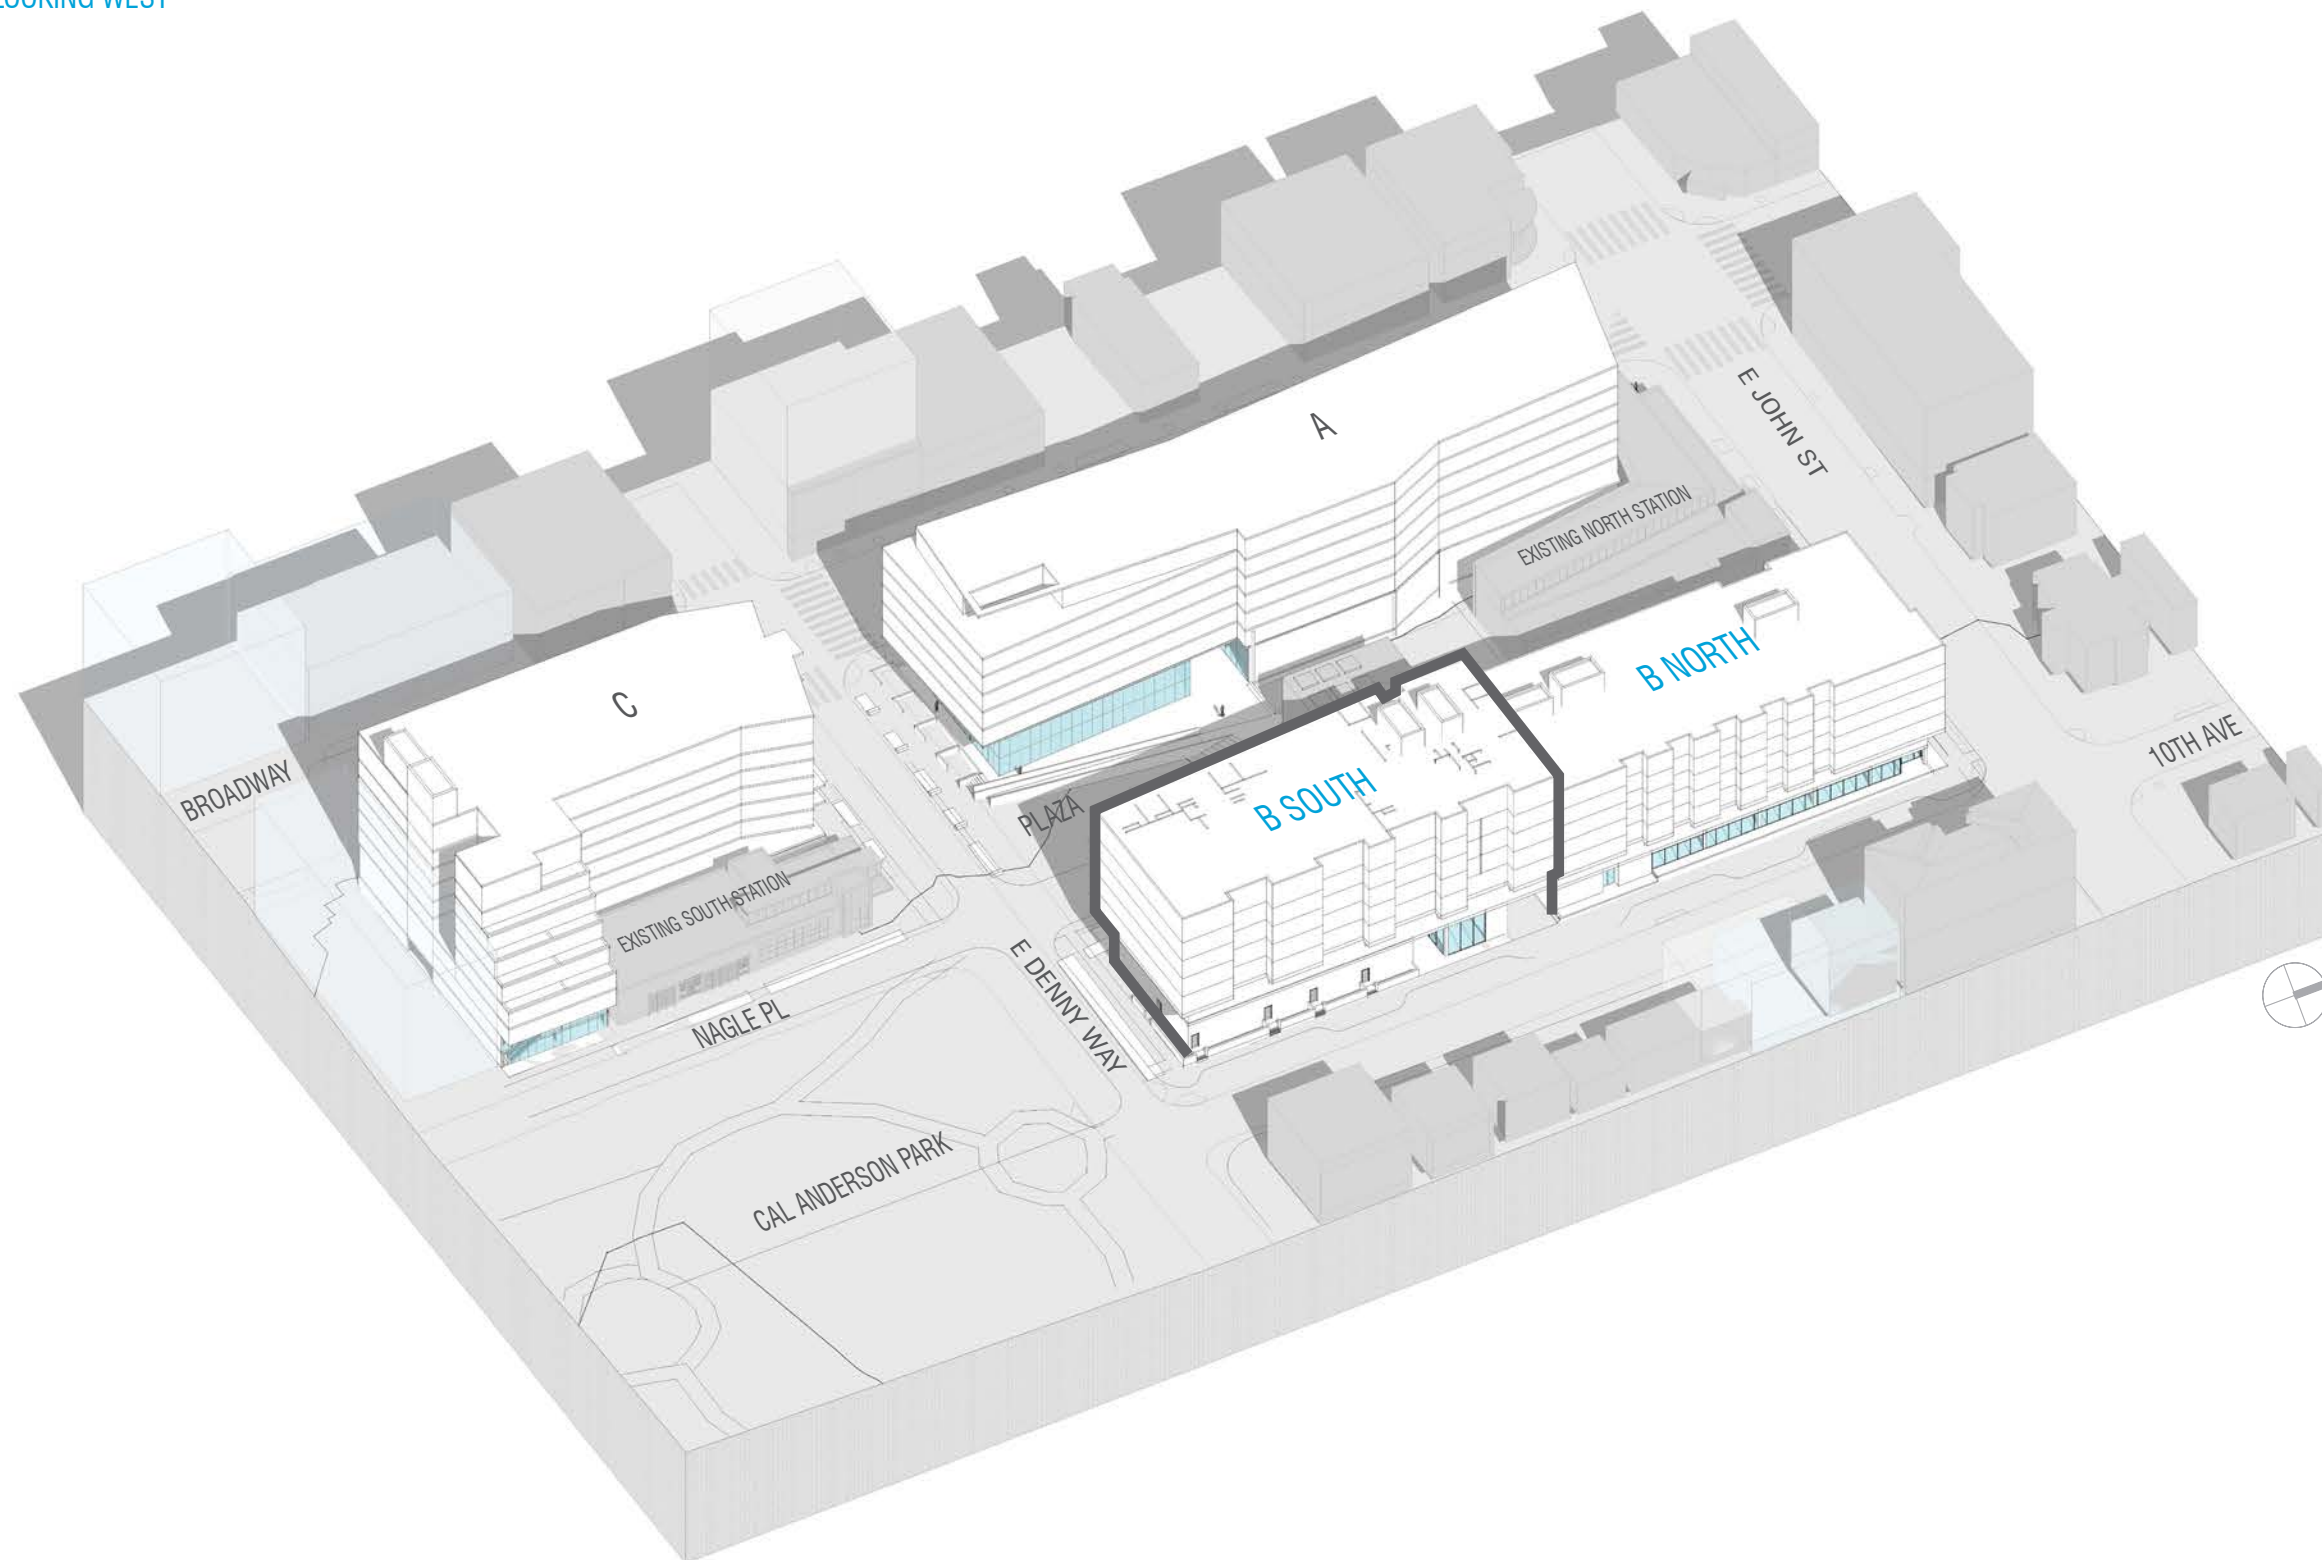 LOOKING WEST
A
E JOHN ST
EXISTING NORTH STATION
B NORTH
C
10TH AVE
BROADWAY
PLAZA
B SOUTH
EXISTING SOUTH STATION
E DENNY WAY
NAGLE PL
CAL ANDERSON PARK